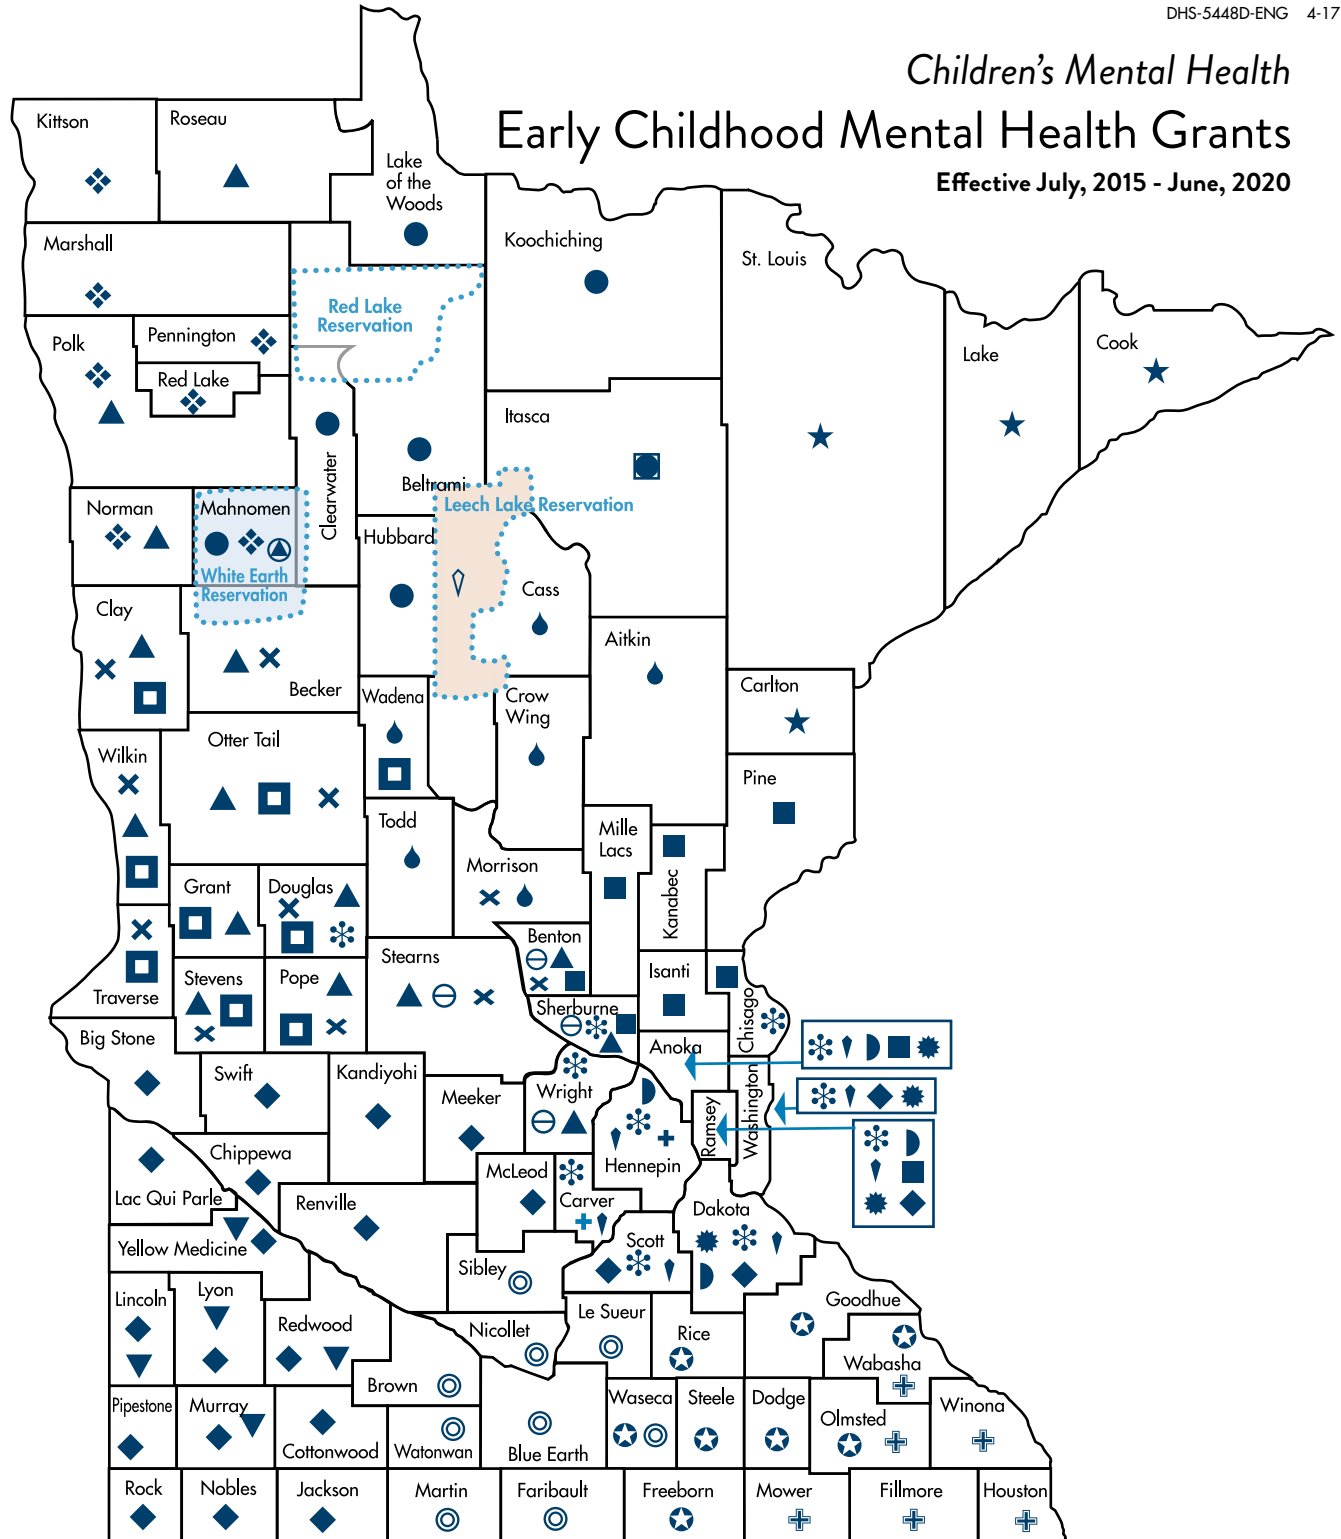 DHS-5448D-ENG 4-17
Children's Mental Health
Early Childhood Mental Health Grants
Effective July, 2015 - June, 2020
Kittson
Roseau
Lake
of the
Woods
Marshall
Koochiching
St. Louis
Red Lake
Reservation
Polk
Pennington
Red Lake
Lake
Cook
Clearwater
Beltrami
Itasca
Leech Lake Reservation
Norman
Mahnomen
White Earth
Reservation
Hubbard
Cass
Clay
Becker
Aitkin
Wadena
Crow
Wing
Carlton
Wilkin
Otter Tail
Pine
Todd
Mille
Lacs
Kanabec
Morrison
Grant
Douglas
Benton
Stearns
Isanti
Traverse
Stevens
Pope
Sherburne
Chisago
Big Stone
Anoka
Swift
Kandiyohi
Meeker
Wright
Ramsey
Washington
Hennepin
Chippewa
Lac Qui Parle
McLeod
Carver
Renville
Dakota
Yellow Medicine
Scott
Sibley
Lincoln
Lyon
Redwood
Nicollet
Le Sueur
Rice
Goodhue
Wabasha
Brown
Pipestone
Murray
Cottonwood
Watonwan
Blue Earth
Waseca
Steele
Dodge
Olmsted
Winona
Rock
Nobles
Jackson
Martin
Faribault
Freeborn
Mower
Fillmore
Houston